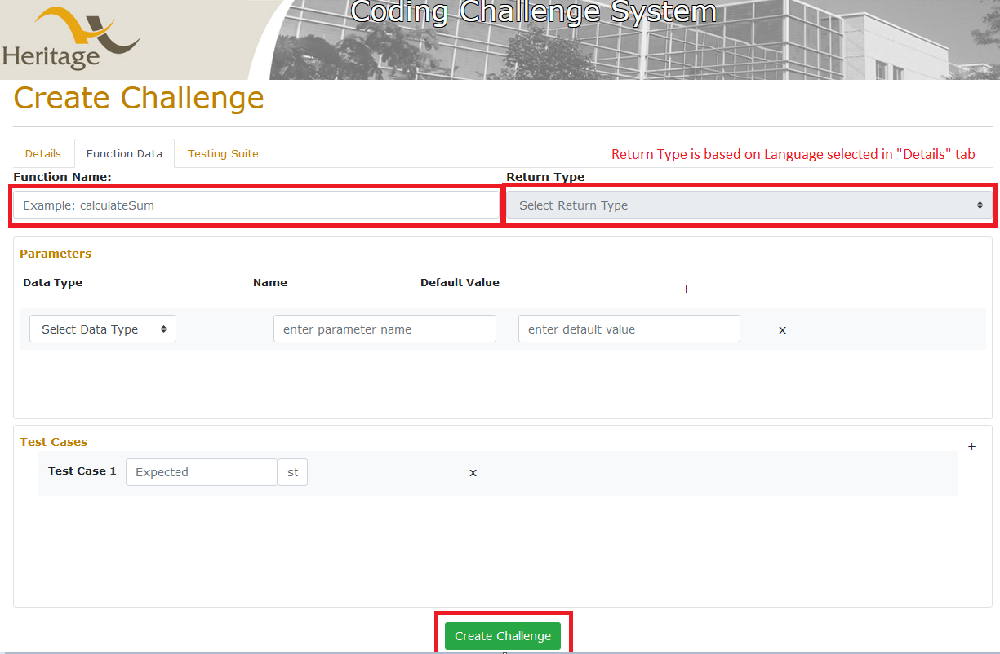 Coding Challenge System
Heritage
Create Challenge
Details Function Data Testing Suite Return Type is based on Language selected in "Details" tab
Function Name: Return Type
Example: calculateSum Select Return Type
Parameters
Data Type Name Default Value +
Select Data Type enter parameter name enter default value x
Test Cases +
Test Case 1 Expected st x
Create Challenge